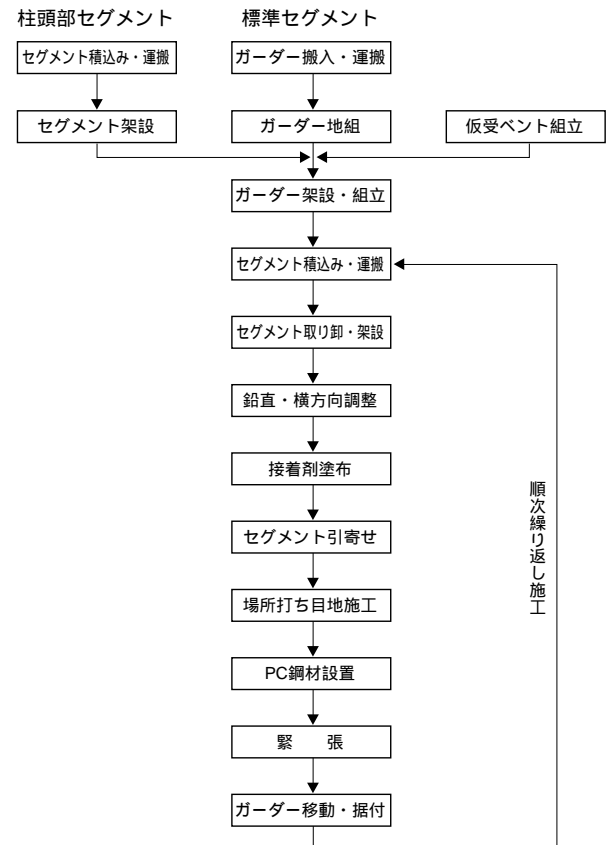 柱頭部セグメント
標準セグメント
セグメント積込み・運搬
ガーダー搬入・運搬
セグメント架設
ガーダー地組
仮受ベント組立
ガーダー架設・組立
セグメント積込み・運搬
セグメント取り卸・架設
鉛直・横方向調整
接着剤塗布
セグメント引寄せ
場所打ち目地施工
PC鋼材設置
緊　張
ガーダー移動・据付
順次繰り返し施工